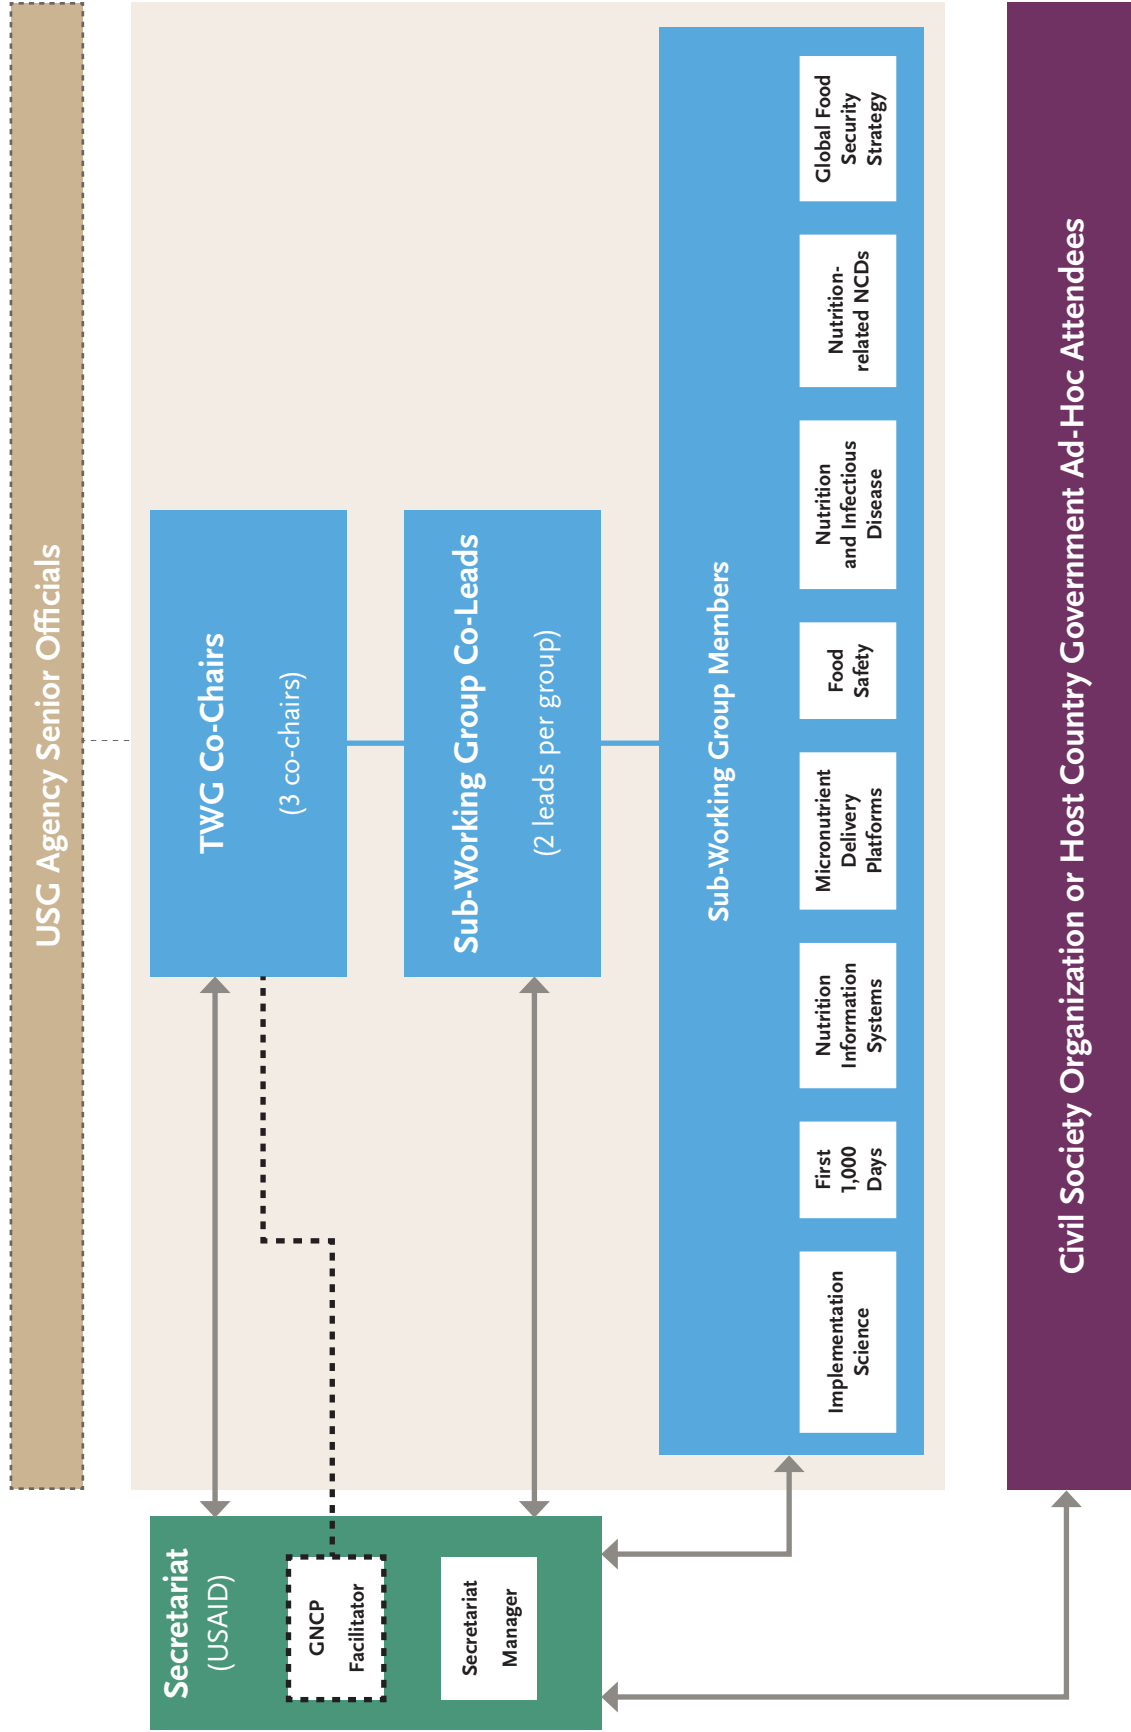 USG Agency Senior Officials
Secretariat
(USAID)
GNCP
Facilitator
Secretariat
Manager
TWG Co-Chairs
(3 co-chairs)
Sub-Working Group Co-Leads
(2 leads per group)
Sub-Working Group Members
Implementation
Science
First
1,000
Days
Nutrition
Information
Systems
Micronutrient
Delivery
Platforms
Food
Safety
Nutrition
and Infectious
Disease
Nutrition-
related NCDs
Global Food
Security
Strategy
Civil Society Organization or Host Country Government Ad-Hoc Attendees